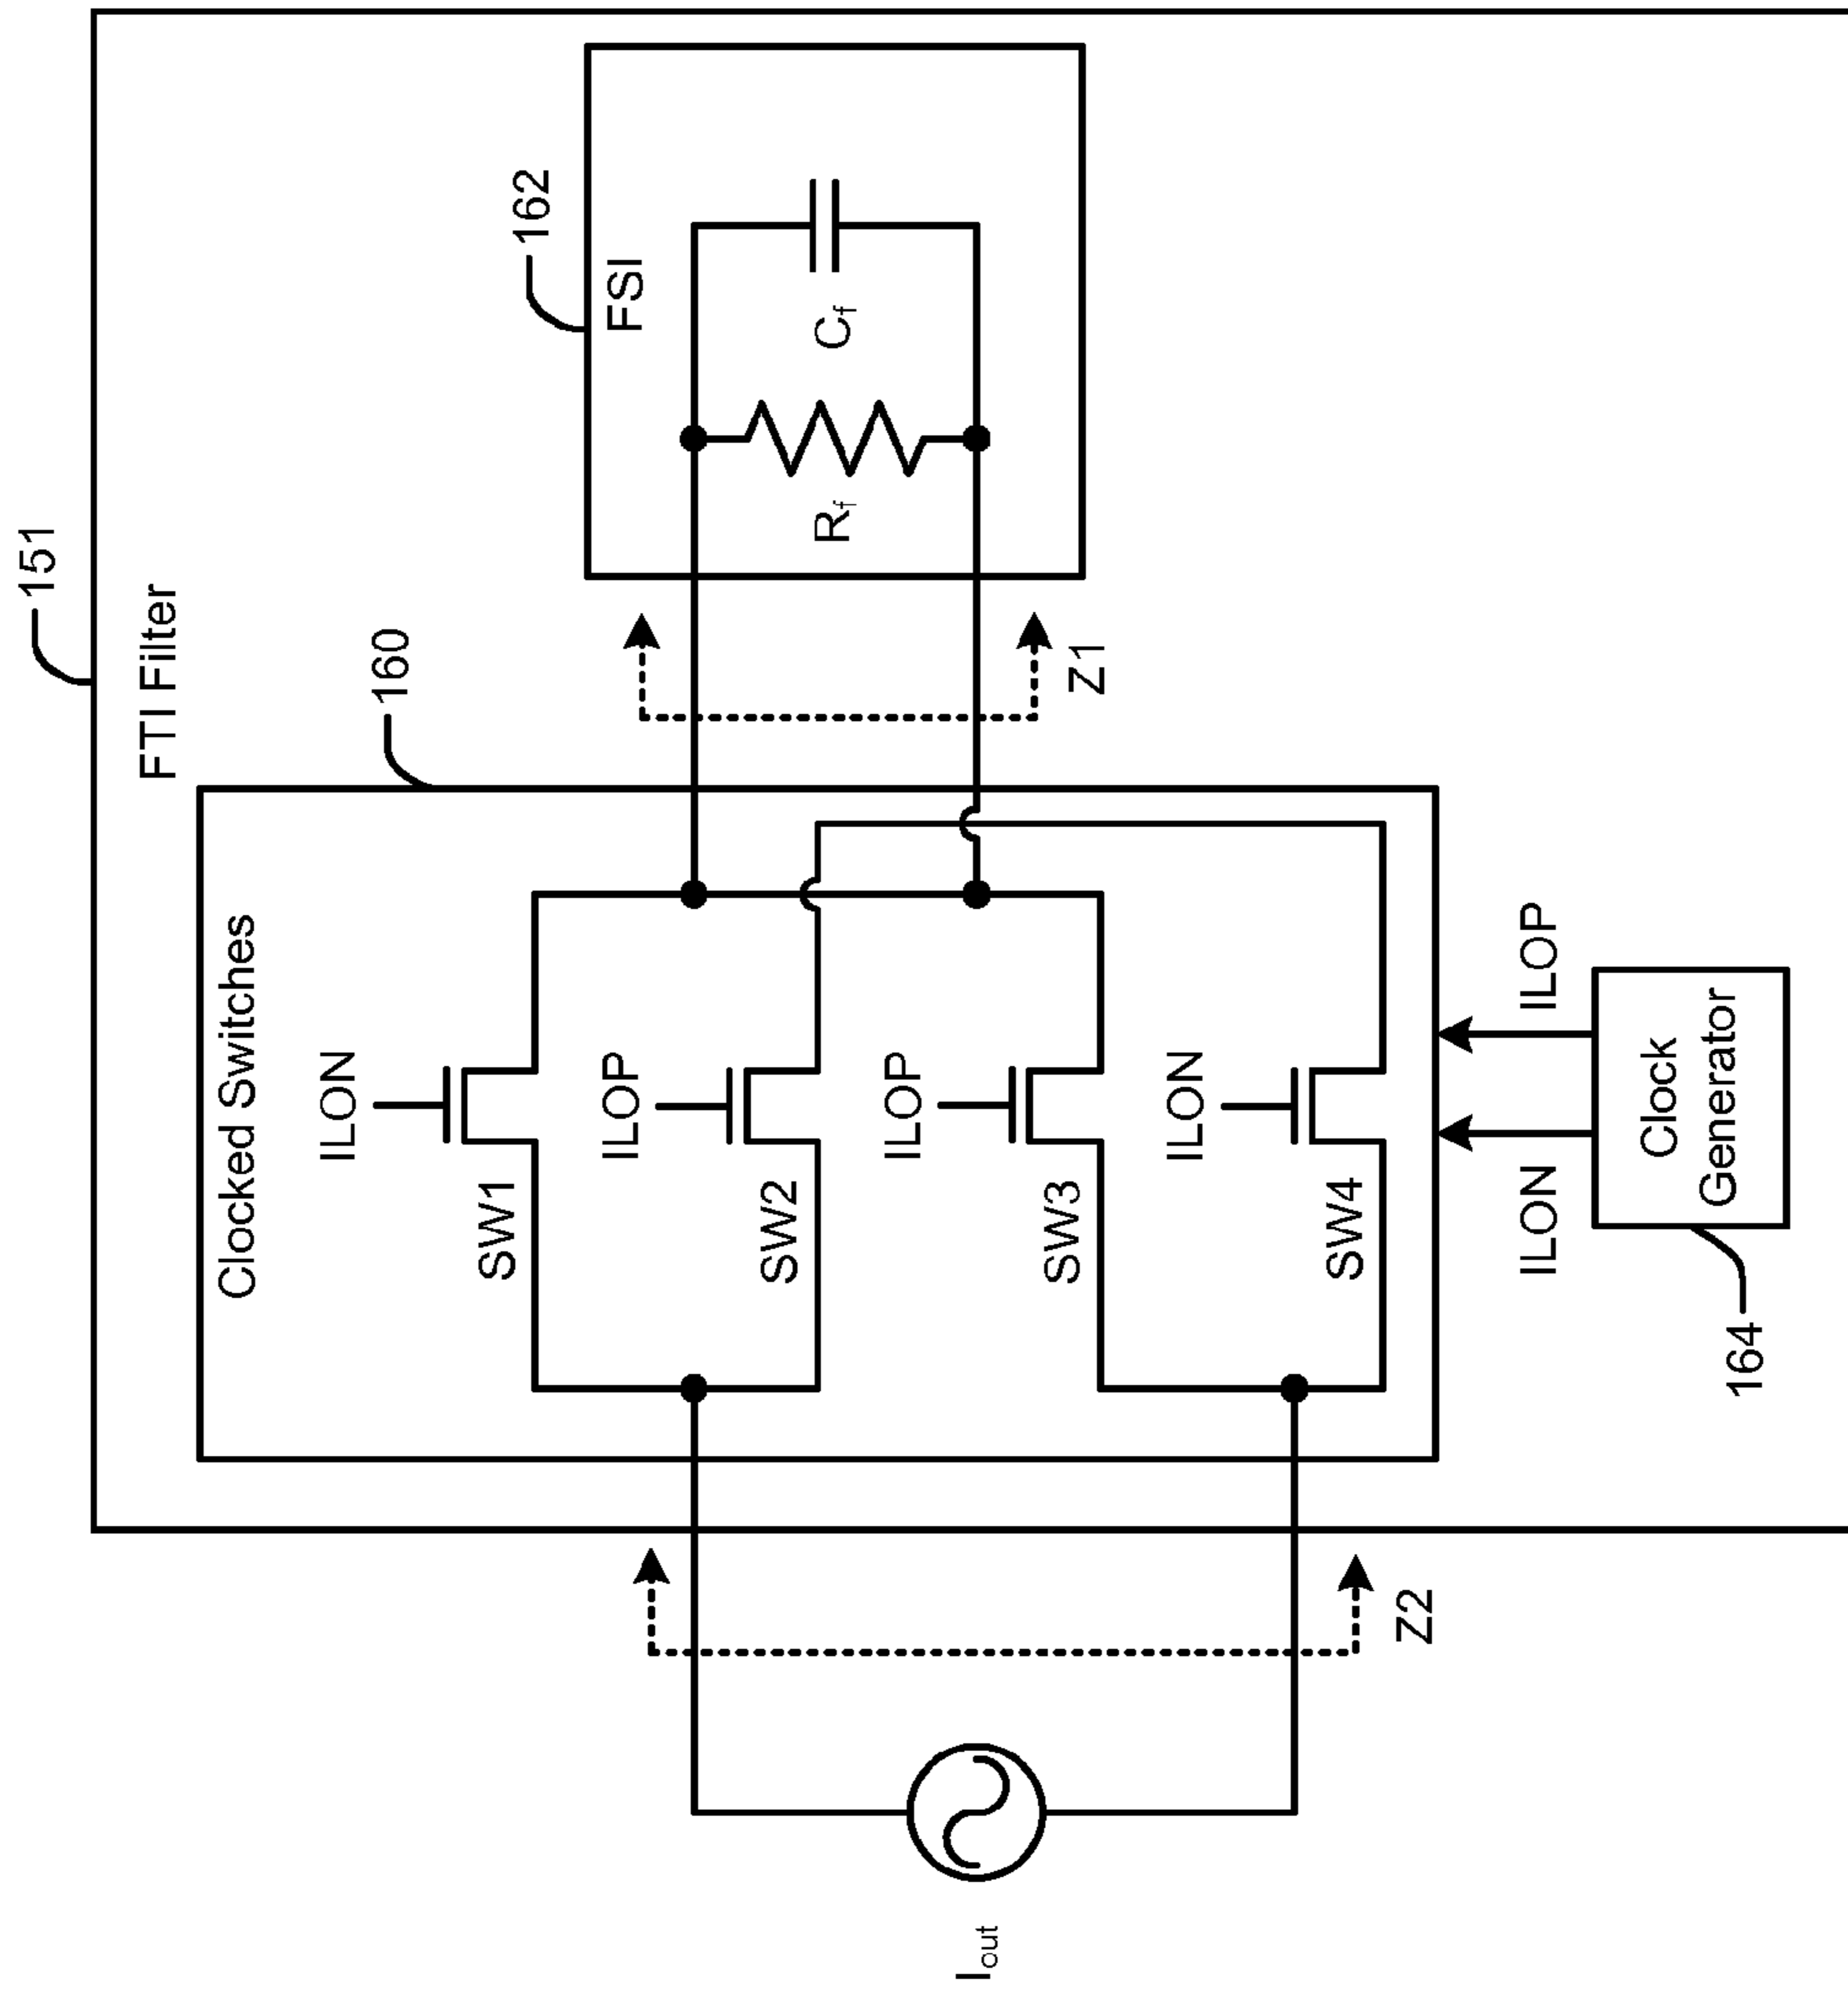 151
FTI Filter
160
Clocked Switches
162
FSI
ILON
SW1
ILOP
SW2
ILOP
SW3
ILON
SW4
Rf
Cf
Z1
Z2
Iout
ILON
ILOP
Clock
Generator
164